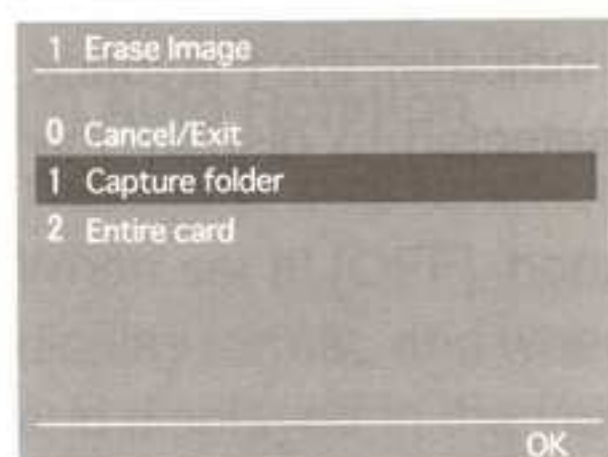 1 Erase Image
0 Cancel/Exit
1 Capture folder
2 Entire card
OK